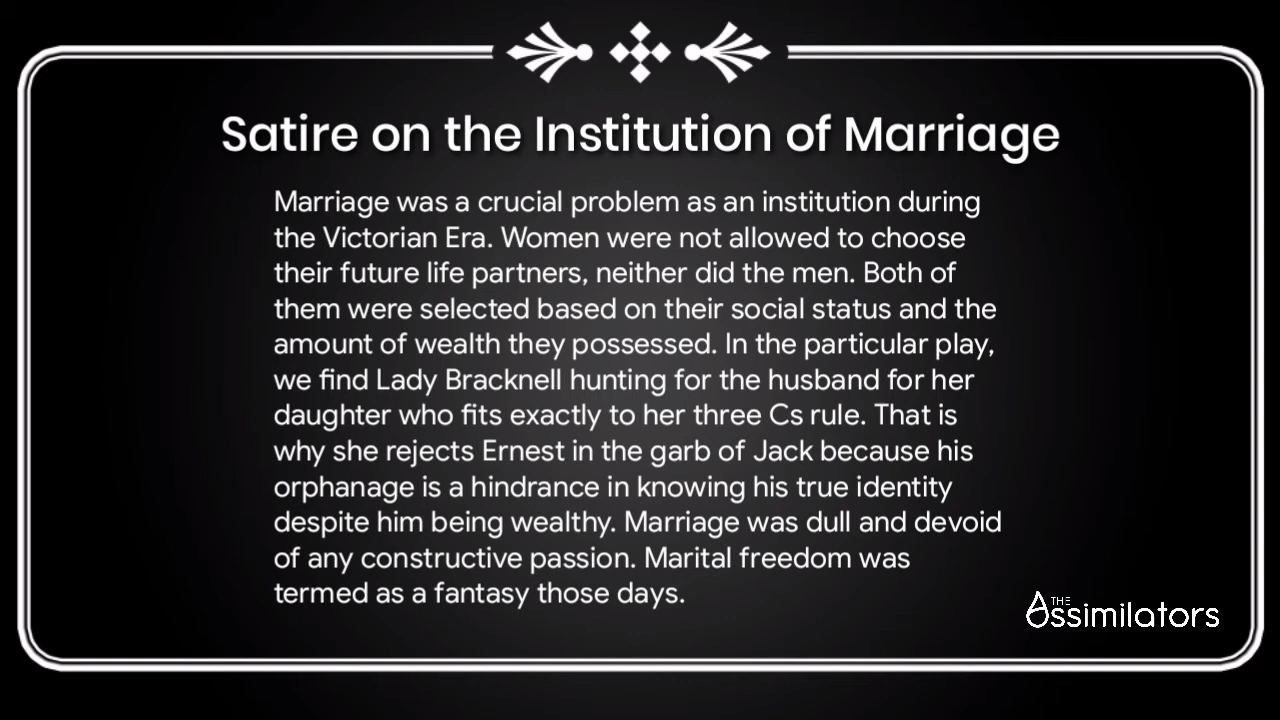 Satire on the Institution of Marriage
Marriage was a crucial problem as an institution during
the Victorian Era. Women were not allowed to choose
their future life partners, neither did the men. Both of
them were selected based on their social status and the
amount of wealth they possessed. In the particular play,
we find Lady Bracknell hunting for the husband for her
daughter who fits exactly to her three Cs rule. That is
why she rejects Ernest in the garb of Jack because his
orphanage is a hindrance in knowing his true identity
despite him being wealthy. Marriage was dull and devoid
of any constructive passion. Marital freedom was
termed as a fantasy those days.
THE
Assimilators